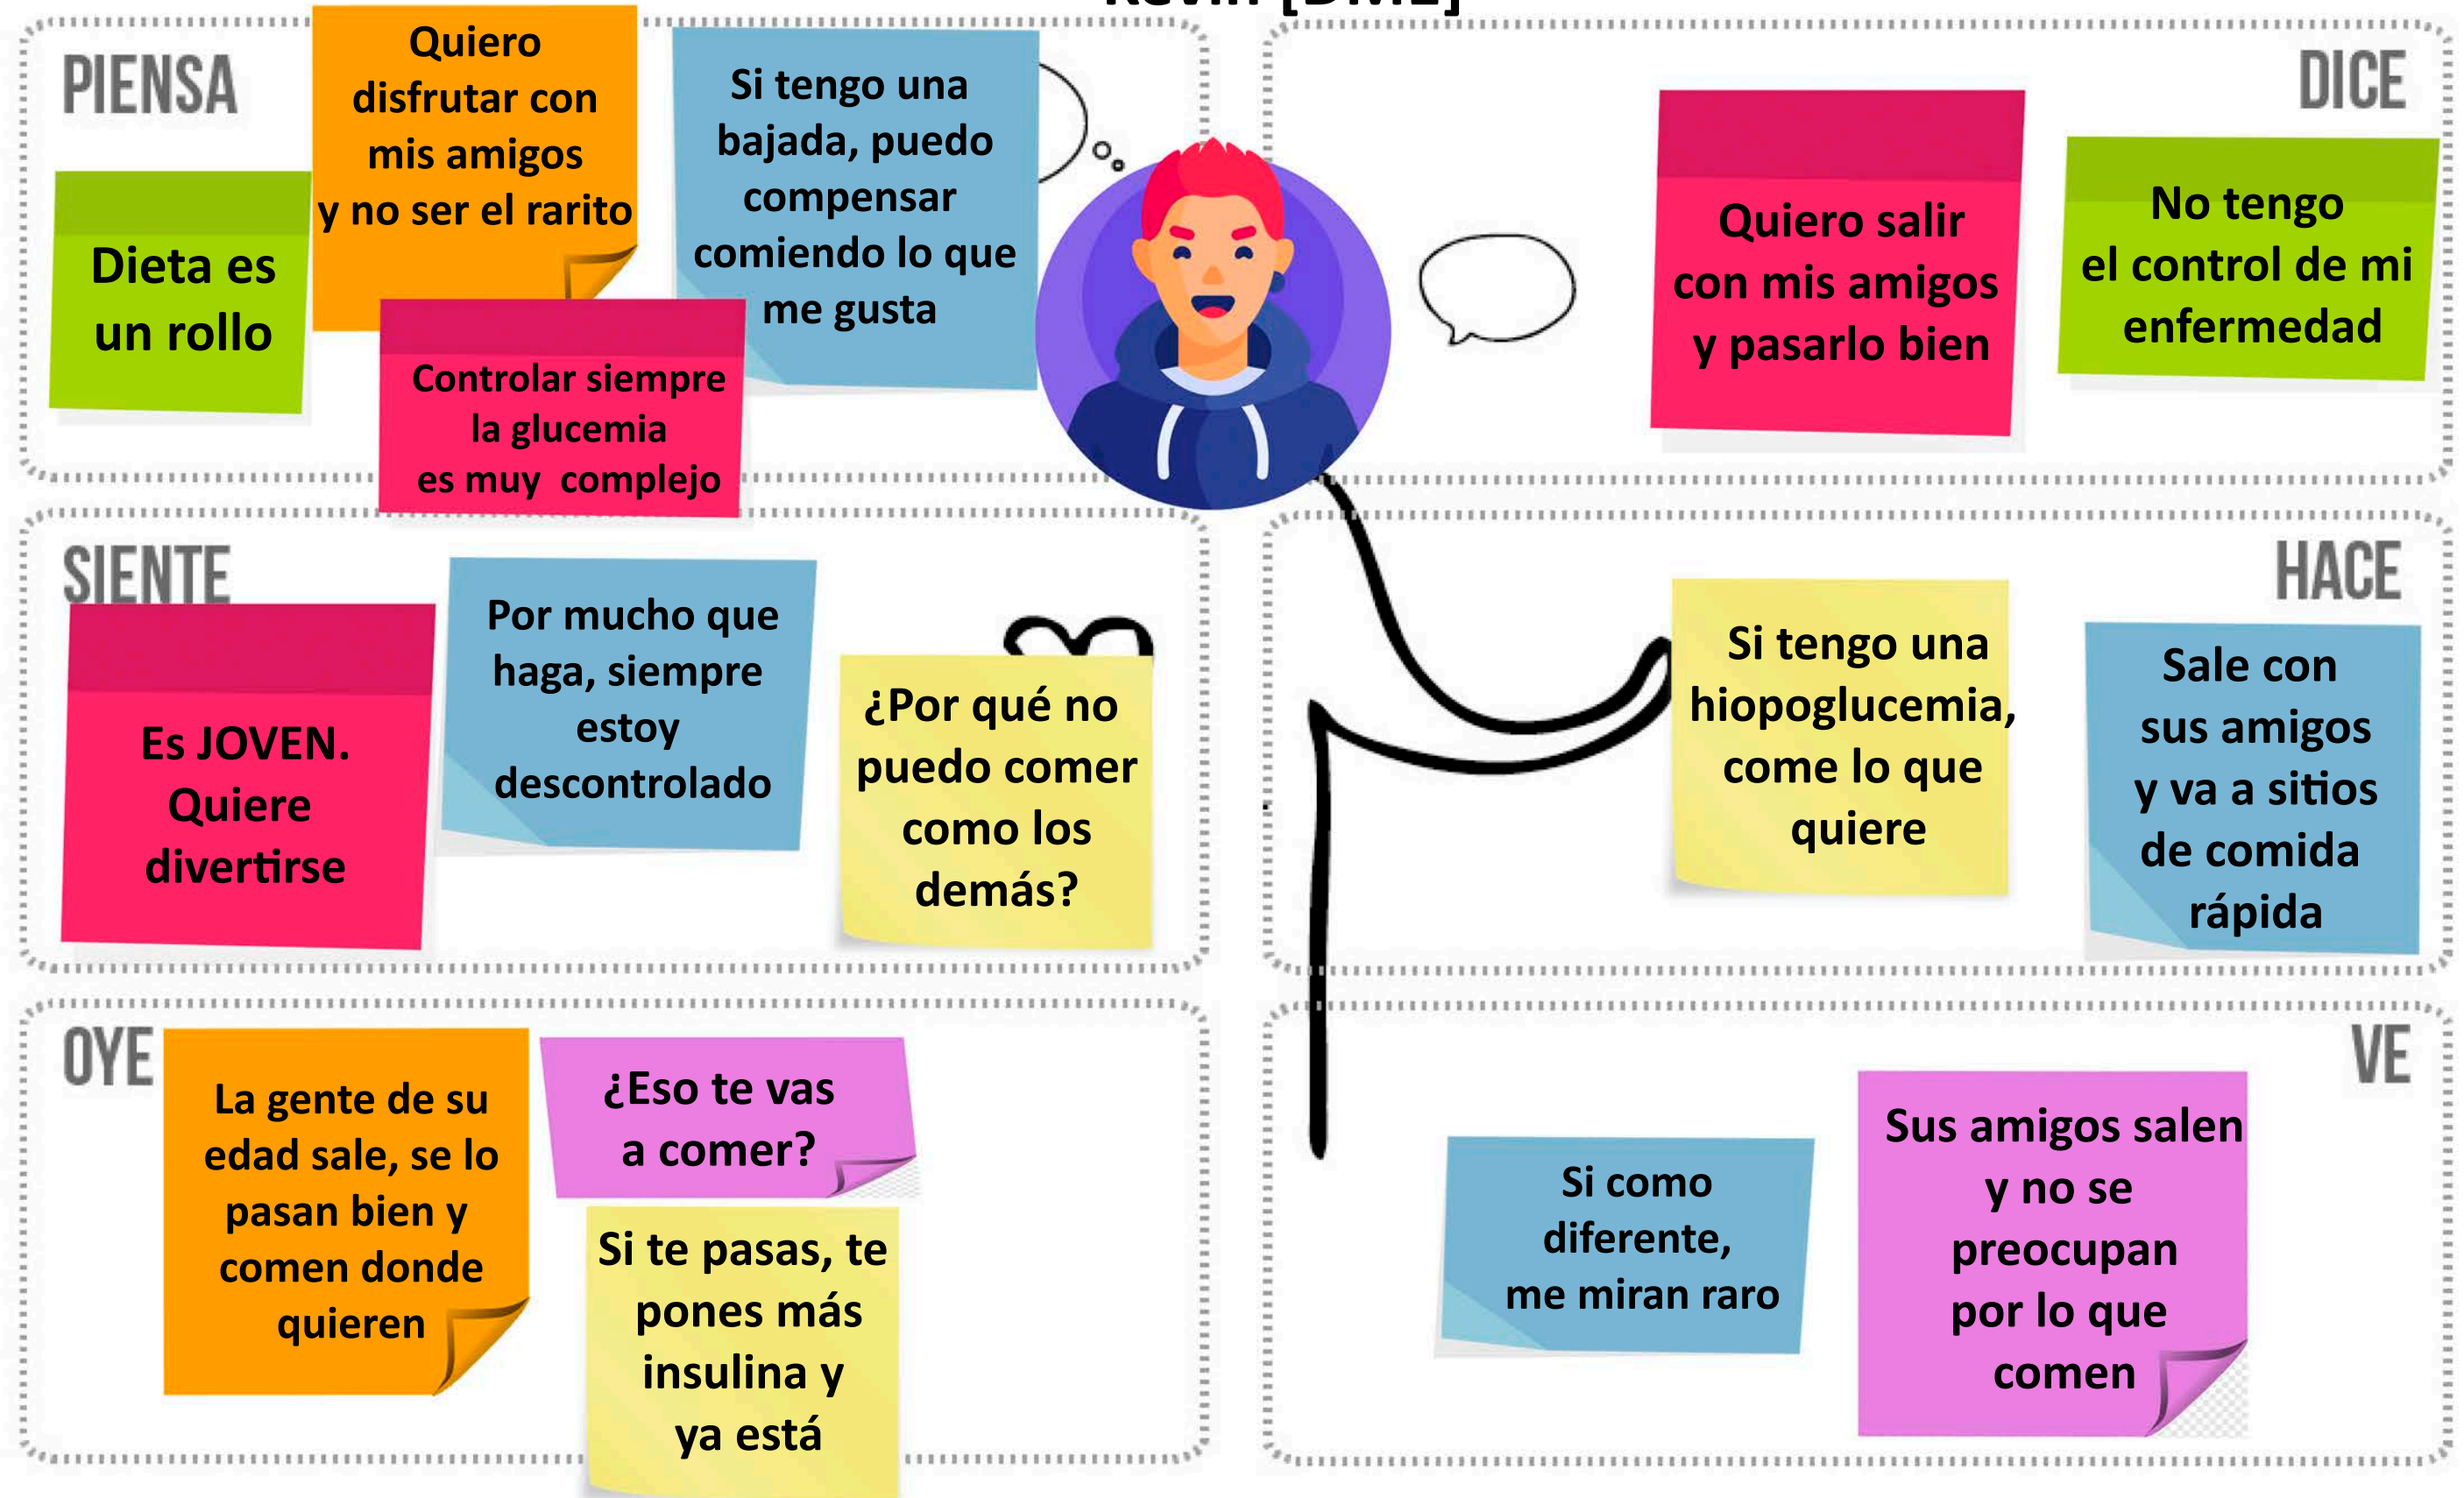 PIENSA
Quiero
disfrutar con
mis amigos
y no ser el rarito
Si tengo una
bajada, puedo
compensar
comiendo lo que
me gusta
Dieta es
un rollo
Controlar siempre
la glucemia
es muy complejo
DICE
Quiero salir
con mis amigos
y pasarlo bien
No tengo
el control de mi
enfermedad
SIENTE
Es JOVEN.
Quiere
divertirse
Por mucho que
haga, siempre
estoy
descontrolado
¿Por qué no
puedo comer
como los
demás?
HACE
Si tengo una
hiopoglucemia,
come lo que
quiere
Sale con
sus amigos
y va a sitios
de comida
rápida
OYE
La gente de su
edad sale, se lo
pasan bien y
comen donde
quieren
¿Eso te vas
a comer?
Si te pasas, te
pones más
insulina y
ya está
VE
Si como
diferente,
me miran raro
Sus amigos salen
y no se
preocupan
por lo que
comen